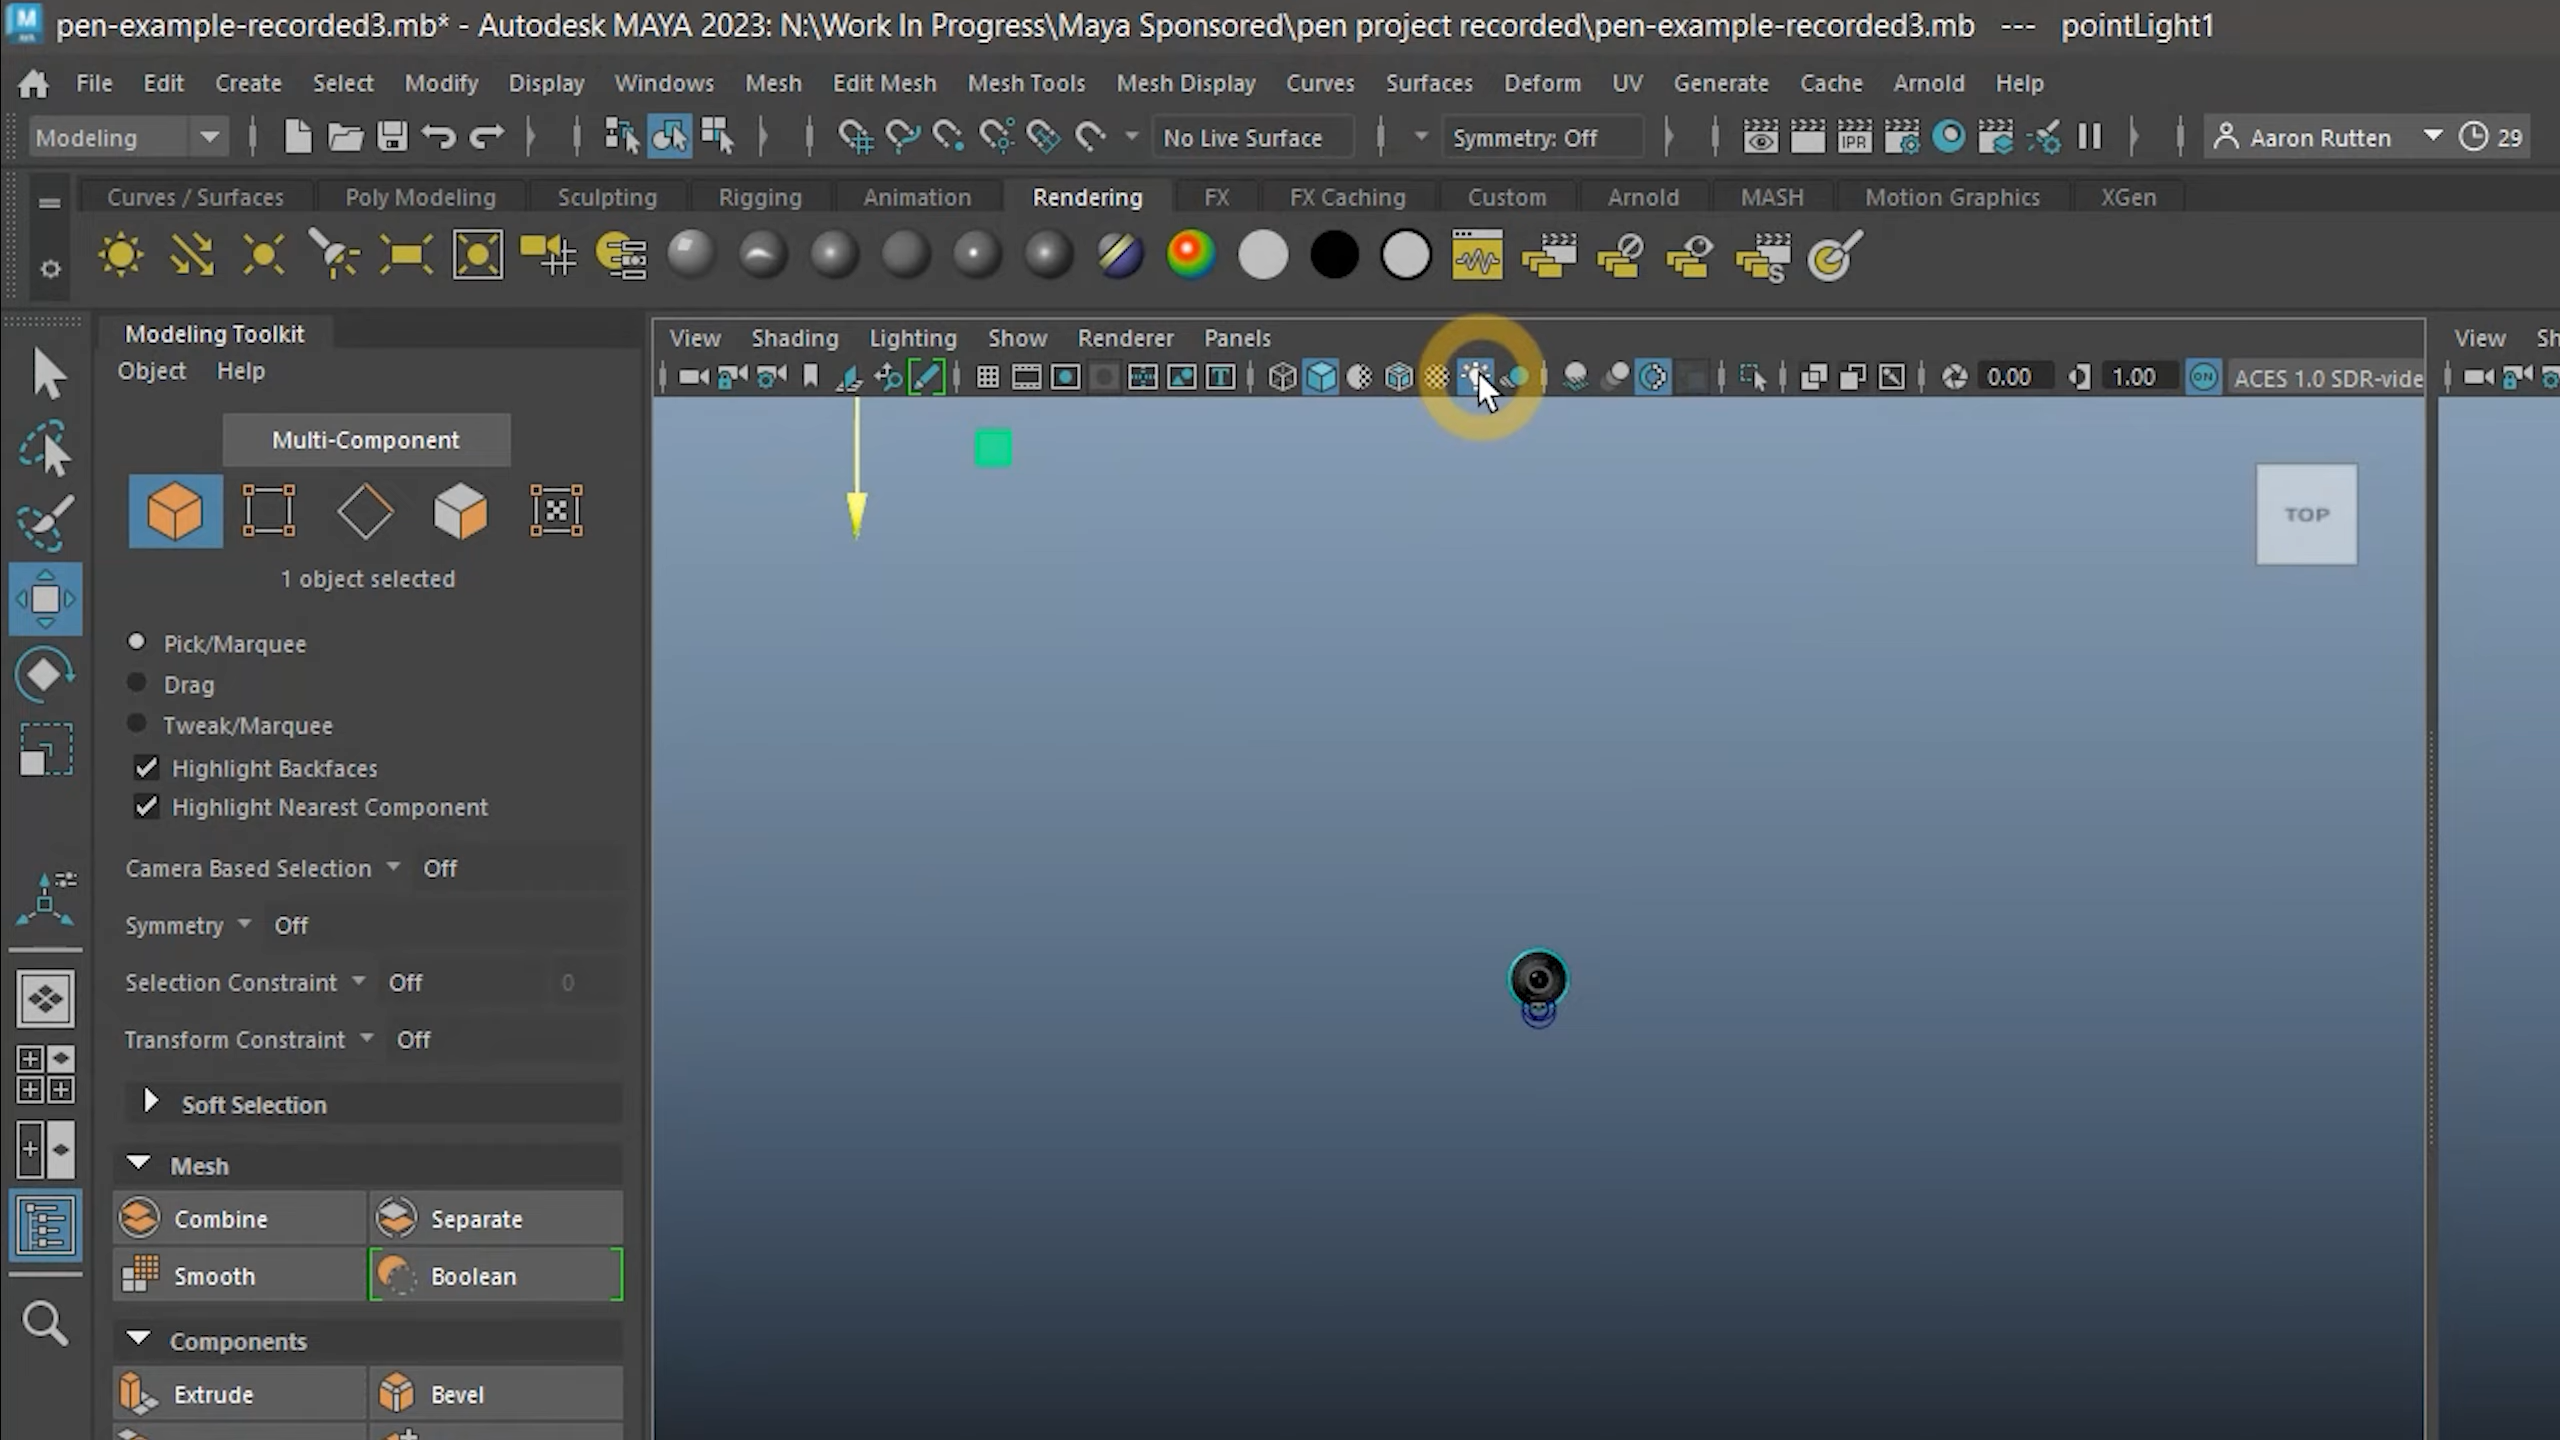 pen-example-recorded3.mb* - Autodesk MAYA 2023: N:\Work In Progress\Maya Sponsored\pen project recorded\pen-example-recorded3.mb --- pointLight1
File Edit Create Select Modify Display Windows Mesh Edit Mesh Mesh Tools Mesh Display Curves Surfaces Deform UV Generate Cache Arnold Help
Modeling IPR No Live Surface Symmetry: Off Aaron Rutten 29
Curves / Surfaces Poly Modeling Sculpting Rigging Animation Rendering FX FX Caching Custom Arnold MASH Motion Graphics XGen
Modeling Toolkit
Object Help
View Shading Lighting Show Renderer Panels
View Sh
0.00 1.00 ON ACES 1.0 SDR-vide
TOP
Multi-Component
1 object selected
Pick/Marquee
Drag
Tweak/Marquee
Highlight Backfaces
Highlight Nearest Component
Camera Based Selection Off
Symmetry Off
Selection Constraint Off 0
Transform Constraint Off
Soft Selection
Mesh
Combine Separate
Smooth Boolean
Components
Extrude Bevel